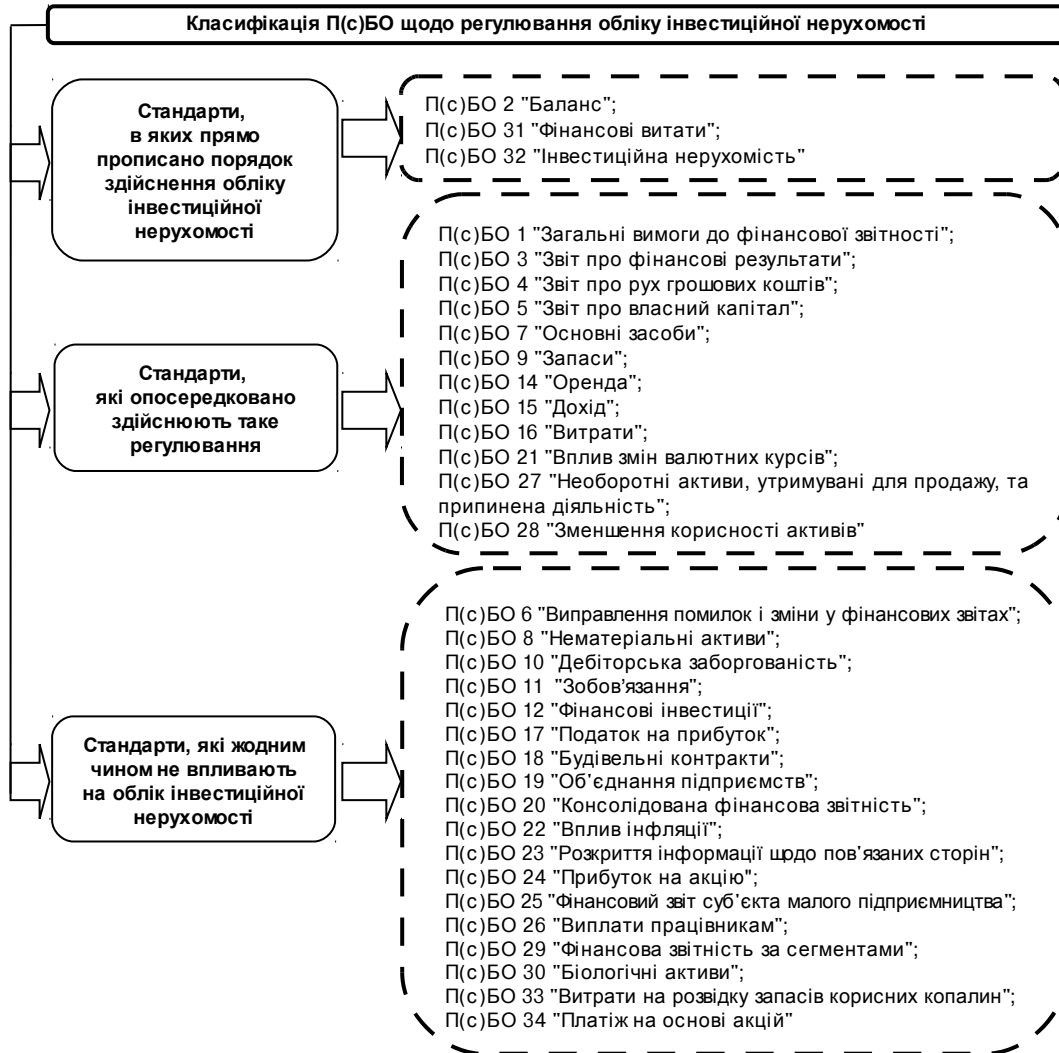 Класифікація П(с)БО щодо регулювання обліку інвестиційної нерухомості
Стандарти,
в яких прямо
прописано порядок
здійснення обліку
інвестиційної
нерухомості
П(с)БО 2 "Баланс";
П(с)БО 31 "Фінансові витати";
П(с)БО 32 "Інвестиційна нерухомість"
Стандарти,
які опосередковано
здійснюють таке
регулювання
П(с)БО 1 "Загальні вимоги до фінансової звітності";
П(с)БО 3 "Звіт про фінансові результати";
П(с)БО 4 "Звіт про рух грошових коштів";
П(с)БО 5 "Звіт про власний капітал";
П(с)БО 7 "Основні засоби";
П(с)БО 9 "Запаси";
П(с)БО 14 "Оренда";
П(с)БО 15 "Дохід";
П(с)БО 16 "Витрати";
П(с)БО 21 "Вплив змін валютних курсів";
П(с)БО 27 "Необоротні активи, утримувані для продажу, та
припинена діяльність";
П(с)БО 28 "Зменшення корисності активів"
Стандарти, які жодним
чином не впливають
на облік інвестиційної
нерухомості
П(с)БО 6 "Виправлення помилок і зміни у фінансових звітах";
П(с)БО 8 "Нематеріальні активи";
П(с)БО 10 "Дебіторська заборгованість";
П(с)БО 11 "Зобов’язання";
П(с)БО 12 "Фінансові інвестиції";
П(с)БО 17 "Податок на прибуток";
П(с)БО 18 "Будівельні контракти";
П(с)БО 19 "Об'єднання підприємств";
П(с)БО 20 "Консолідована фінансова звітність";
П(с)БО 22 "Вплив інфляції";
П(с)БО 23 "Розкриття інформації щодо пов'язаних сторін";
П(с)БО 24 "Прибуток на акцію";
П(с)БО 25 "Фінансовий звіт суб'єкта малого підприємництва";
П(с)БО 26 "Виплати працівникам";
П(с)БО 29 "Фінансова звітність за сегментами";
П(с)БО 30 "Біологічні активи";
П(с)БО 33 "Витрати на розвідку запасів корисних копалин";
П(с)БО 34 "Платіж на основі акцій"